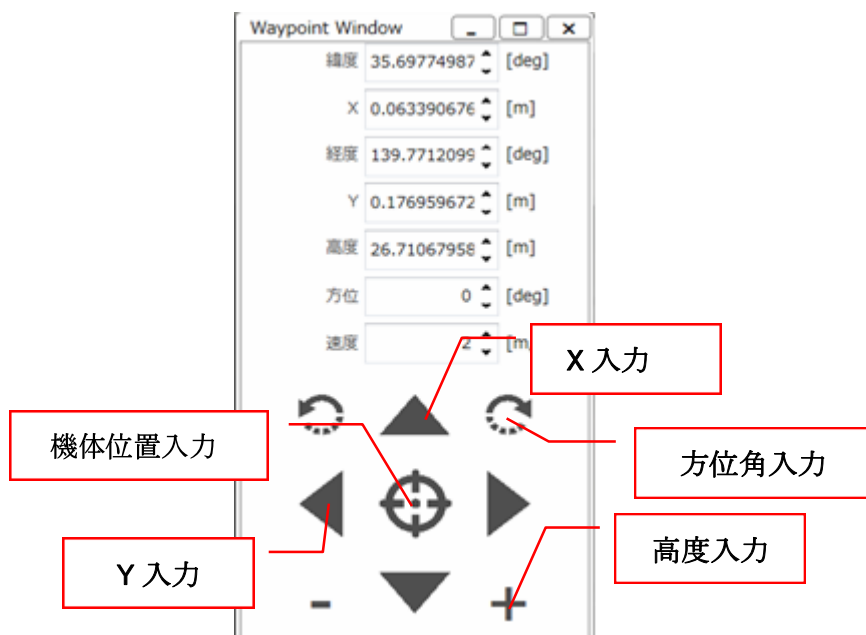 Waypoint Window
緯度 35.69774987 [deg]
X 0.063390676 [m]
経度 139.7712099 [deg]
Y 0.176959672 [m]
高度 26.71067958 [m]
方位 0 [deg]
速度 2 [m
X 入力
機体位置入力
方位角入力
Y 入力
高度入力
- +